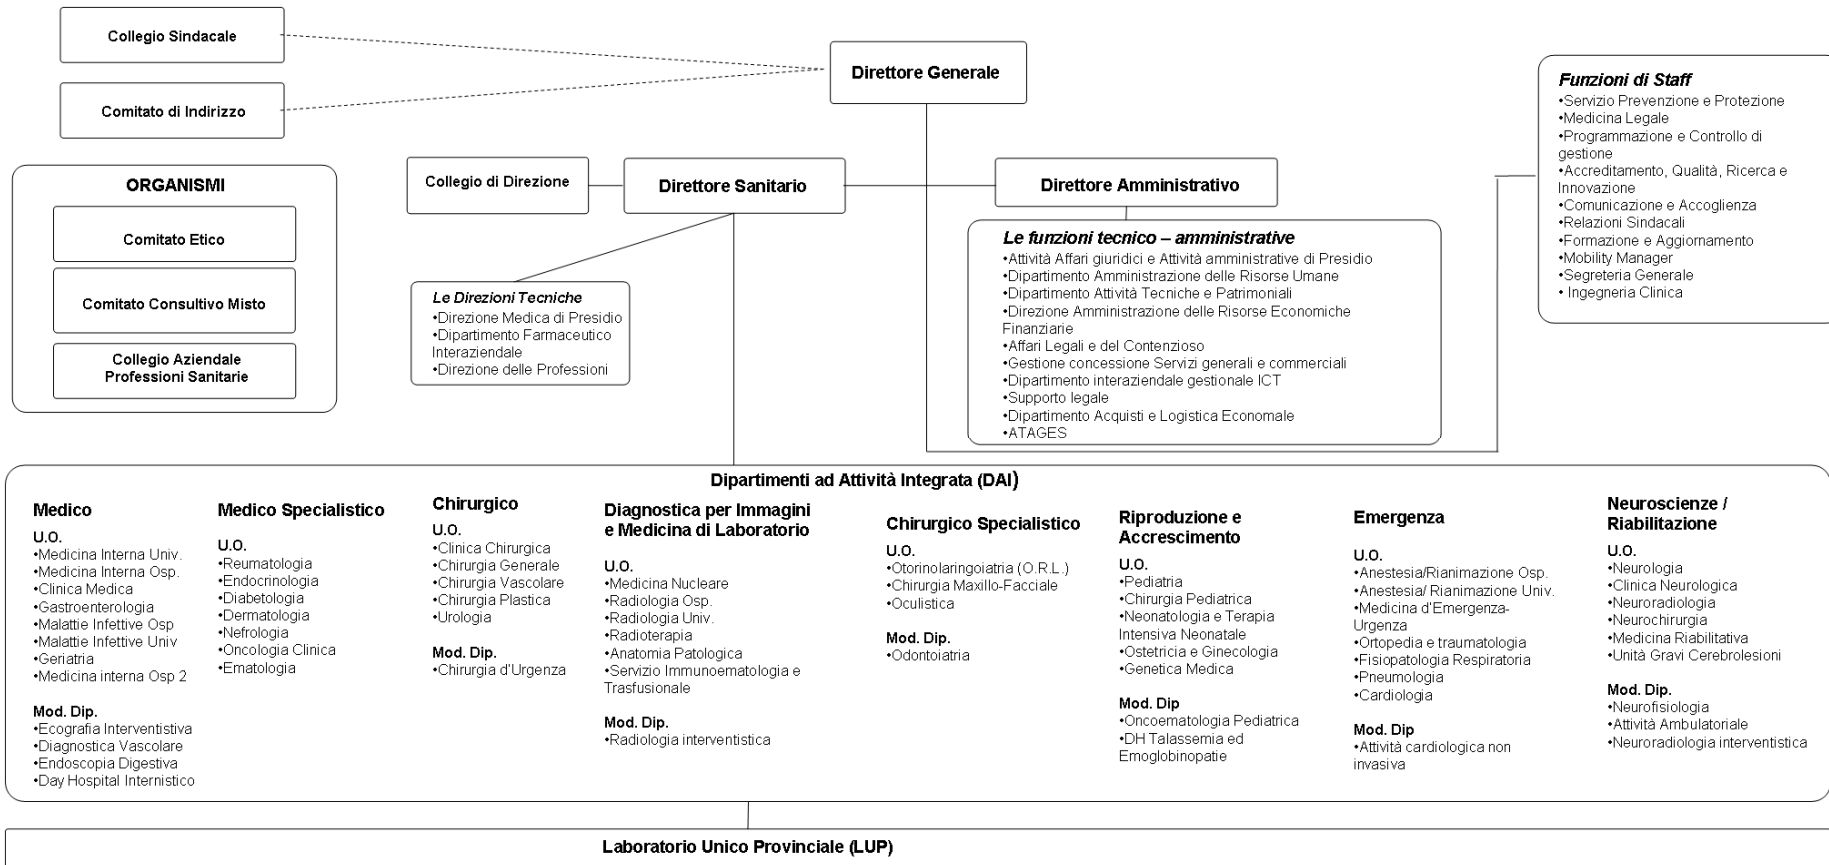 Collegio Sindacale
Comitato di Indirizzo
Direttore Generale
Funzioni di Staff
•Servizio Prevenzione e Protezione
•Medicina Legale
•Programmazione e Controllo di
gestione
•Accreditamento, Qualità, Ricerca e
Innovazione
•Comunicazione e Accoglienza
•Relazioni Sindacali
•Formazione e Aggiornamento
•Mobility Manager
•Segreteria Generale
• Ingegneria Clinica
ORGANISMI
Comitato Etico
Comitato Consultivo Misto
Collegio Aziendale
Professioni Sanitarie
Collegio di Direzione
Direttore Sanitario
Direttore Amministrativo
Le Direzioni Tecniche
•Direzione Medica di Presidio
•Dipartimento Farmaceutico
Interaziendale
•Direzione delle Professioni
Le funzioni tecnico – amministrative
•Attività Affari giuridici e Attività amministrative di Presidio
•Dipartimento Amministrazione delle Risorse Umane
•Dipartimento Attività Tecniche e Patrimoniali
•Direzione Amministrazione delle Risorse Economiche
Finanziarie
•Affari Legali e del Contenzioso
•Gestione concessione Servizi generali e commerciali
•Dipartimento interaziendale gestionale ICT
•Supporto legale
•Dipartimento Acquisti e Logistica Economale
•ATAGES
Dipartimenti ad Attività Integrata (DAI)
Medico
U.O.
•Medicina Interna Univ.
•Medicina Interna Osp.
•Clinica Medica
•Gastroenterologia
•Malattie Infettive Osp
•Malattie Infettive Univ
•Geriatria
•Medicina interna Osp 2
Mod. Dip.
•Ecografia Interventistiva
•Diagnostica Vascolare
•Endoscopia Digestiva
•Day Hospital Internistico
Medico Specialistico
U.O.
•Reumatologia
•Endocrinologia
•Diabetologia
•Dermatologia
•Nefrologia
•Oncologia Clinica
•Ematologia
Chirurgico
U.O.
•Clinica Chirurgica
•Chirurgia Generale
•Chirurgia Vascolare
•Chirurgia Plastica
•Urologia
Mod. Dip.
•Chirurgia d'Urgenza
Diagnostica per Immagini
e Medicina di Laboratorio
U.O.
•Medicina Nucleare
•Radiologia Osp.
•Radiologia Univ.
•Radioterapia
•Anatomia Patologica
•Servizio Immunoematologia e
Trasfusionale
Mod. Dip.
•Radiologia interventistica
Chirurgico Specialistico
U.O.
•Otorinolaringoiatria (O.R.L.)
•Chirurgia Maxillo-Facciale
•Oculistica
Mod. Dip.
•Odontoiatria
Riproduzione e
Accrescimento
U.O.
•Pediatria
•Chirurgia Pediatrica
•Neonatologia e Terapia
Intensiva Neonatale
•Ostetricia e Ginecologia
•Genetica Medica
Mod. Dip
•Oncoematologia Pediatrica
•DH Talassemia ed
Emoglobinopatie
Emergenza
U.O.
•Anestesia/Rianimazione Osp.
•Anestesia/ Rianimazione Univ.
•Medicina d'Emergenza-
Urgenza
•Ortopedia e traumatologia
•Fisiopatologia Respiratoria
•Pneumologia
•Cardiologia
Mod. Dip
•Attività cardiologica non
invasiva
Neuroscienze /
Riabilitazione
U.O.
•Neurologia
•Clinica Neurologica
•Neuroradiologia
•Neurochirurgia
•Medicina Riabilitativa
•Unità Gravi Cerebrolesioni
Mod. Dip.
•Neurofisiologia
•Attività Ambulatoriale
•Neuroradiologia interventistica
Laboratorio Unico Provinciale (LUP)